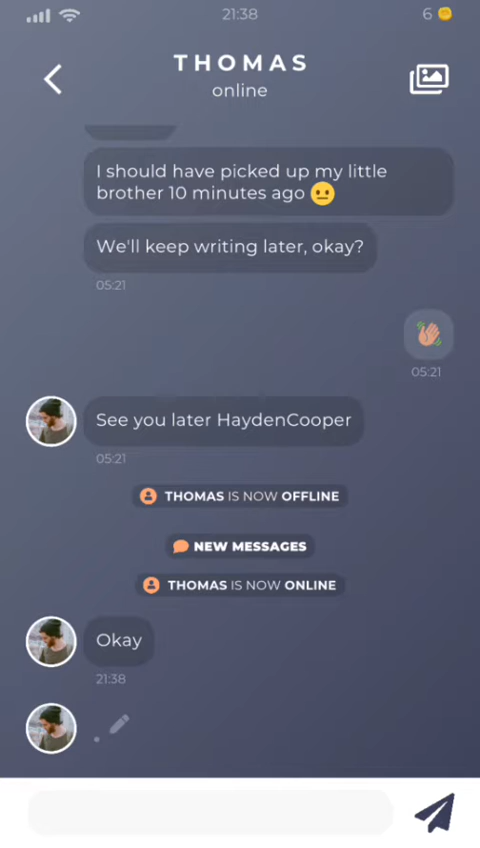 21:38
6
THOMAS
online
I should have picked up my little
brother 10 minutes ago 😐
We'll keep writing later, okay?
05:21
👋
05:21
See you later HaydenCooper
05:21
THOMAS IS NOW OFFLINE
NEW MESSAGES
THOMAS IS NOW ONLINE
Okay
21:38